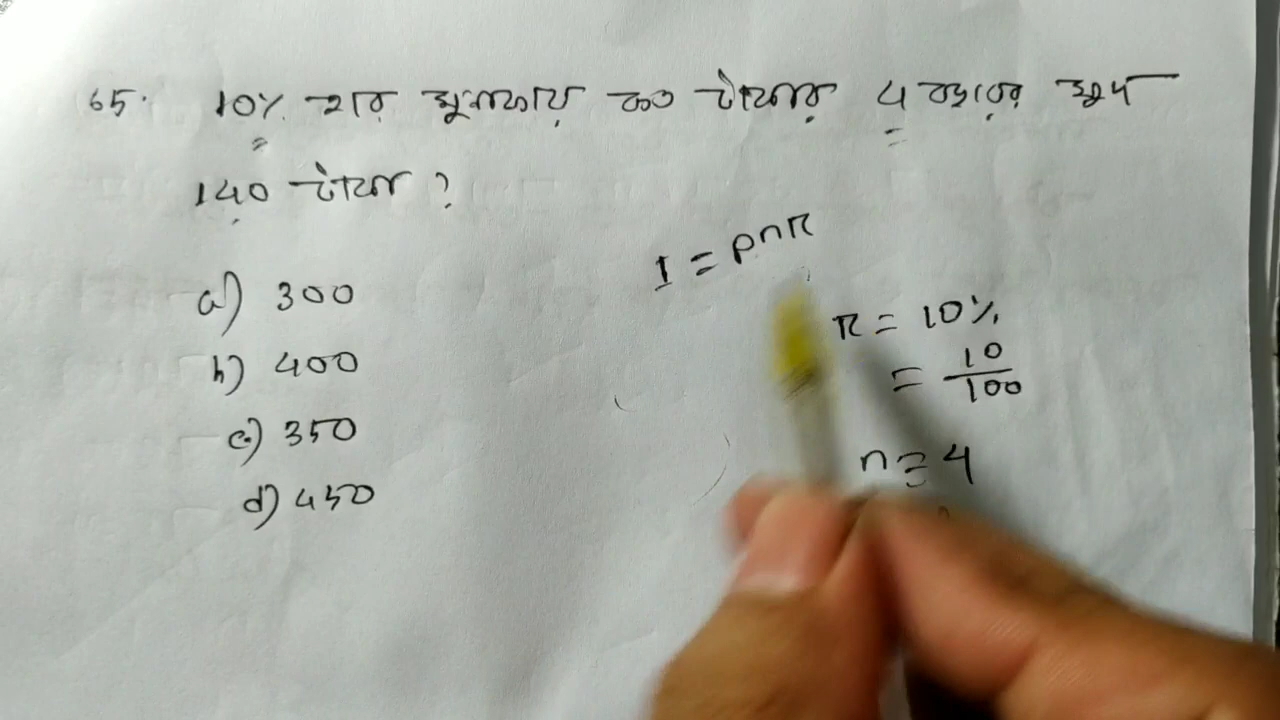 65. 10% হারে মুনাফায় কত টাকার 4 বছরের সুদ
140 টাকা ?
a) 300
b) 400
c) 350
d) 450
I = pnr
r = 10%
= 10/100
n = 4